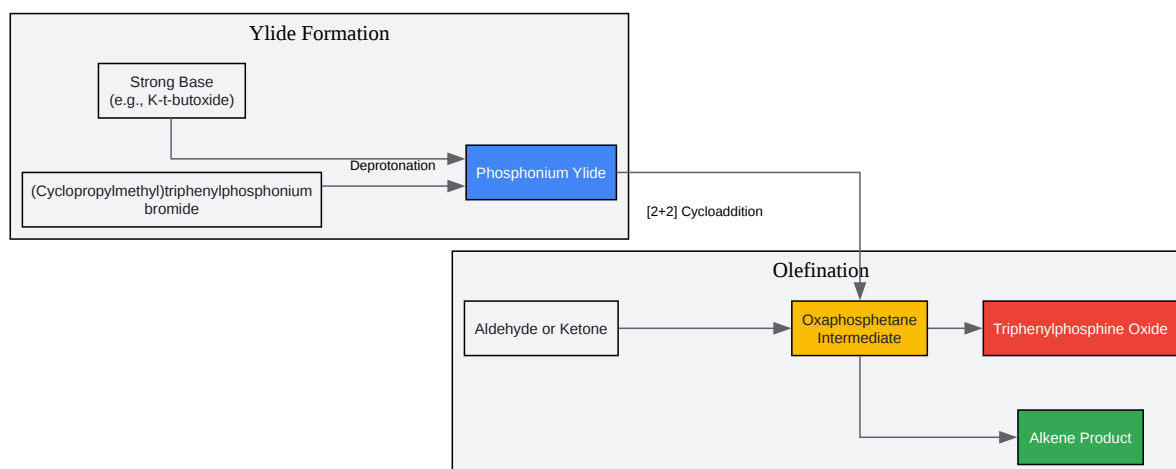 Ylide Formation
Strong Base
(e.g., K-t-butoxide)
Deprotonation
Phosphonium Ylide
(Cyclopropylmethyl)triphenylphosphonium
bromide
[2+2] Cycloaddition
Olefination
Aldehyde or Ketone
Oxaphosphetane
Intermediate
Triphenylphosphine Oxide
Alkene Product